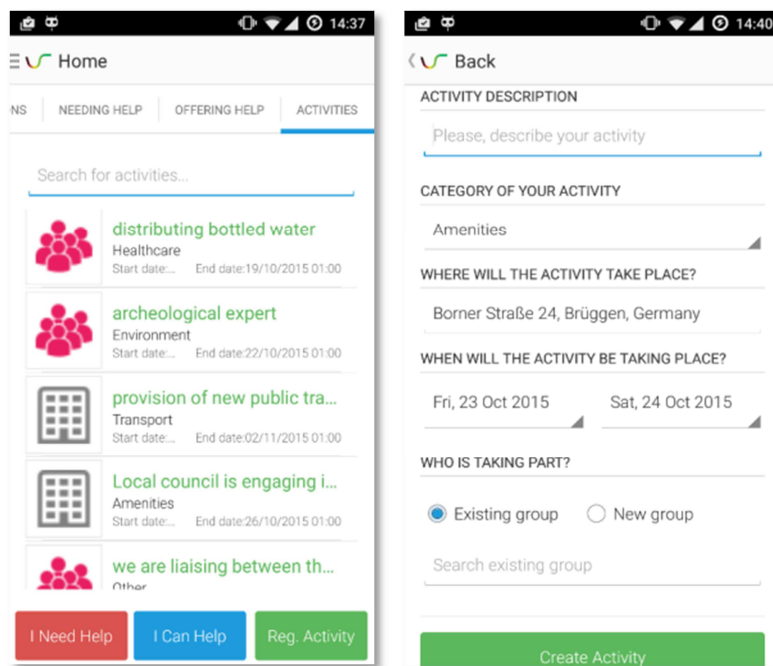 14:37
Home
NS NEEDING HELP OFFERING HELP ACTIVITIES
Search for activities...
distributing bottled water
Healthcare
Start date:... End date:19/10/2015 01:00
archeological expert
Environment
Start date:... End date:22/10/2015 01:00
provision of new public tra...
Transport
Start date:... End date:02/11/2015 01:00
Local council is engaging i...
Amenities
Start date:... End date:26/10/2015 01:00
we are liaising between th...
Other
I Need Help I Can Help Reg. Activity
14:40
Back
ACTIVITY DESCRIPTION
Please, describe your activity
CATEGORY OF YOUR ACTIVITY
Amenities
WHERE WILL THE ACTIVITY TAKE PLACE?
Borner Straße 24, Brüggen, Germany
WHEN WILL THE ACTIVITY BE TAKING PLACE?
Fri, 23 Oct 2015 Sat, 24 Oct 2015
WHO IS TAKING PART?
Existing group New group
Search existing group
Create Activity